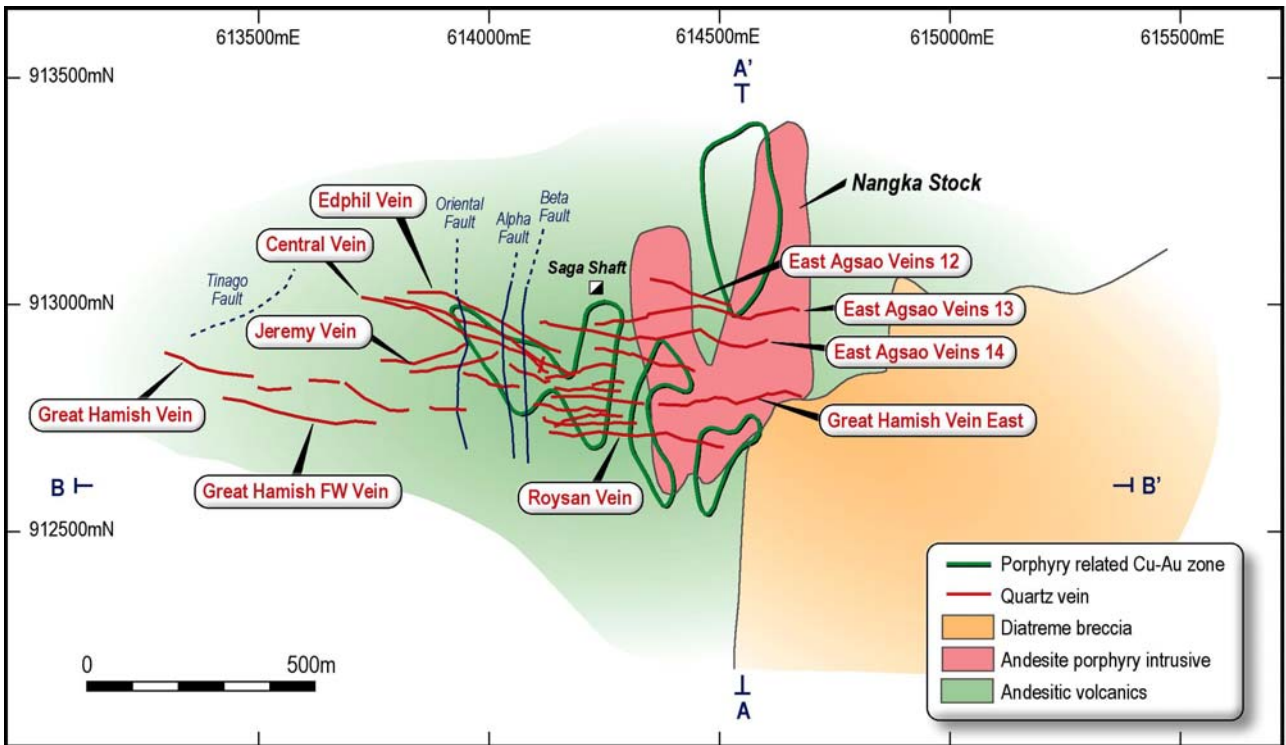 613500mE
614000mE
614500mE
615000mE
615500mE
913500mN
A'
Nangka Stock
Edphil Vein
Oriental
Fault
Alpha
Fault
Beta
Fault
Central Vein
Saga Shaft
East Agsao Veins 12
Tinago
Fault
913000mN
East Agsao Veins 13
Jeremy Vein
East Agsao Veins 14
Great Hamish Vein
Great Hamish Vein East
Great Hamish FW Vein
Roysan Vein
B
B'
912500mN
Porphyry related Cu-Au zone
Quartz vein
Diatreme breccia
Andesite porphyry intrusive
Andesitic volcanics
0
500m
A